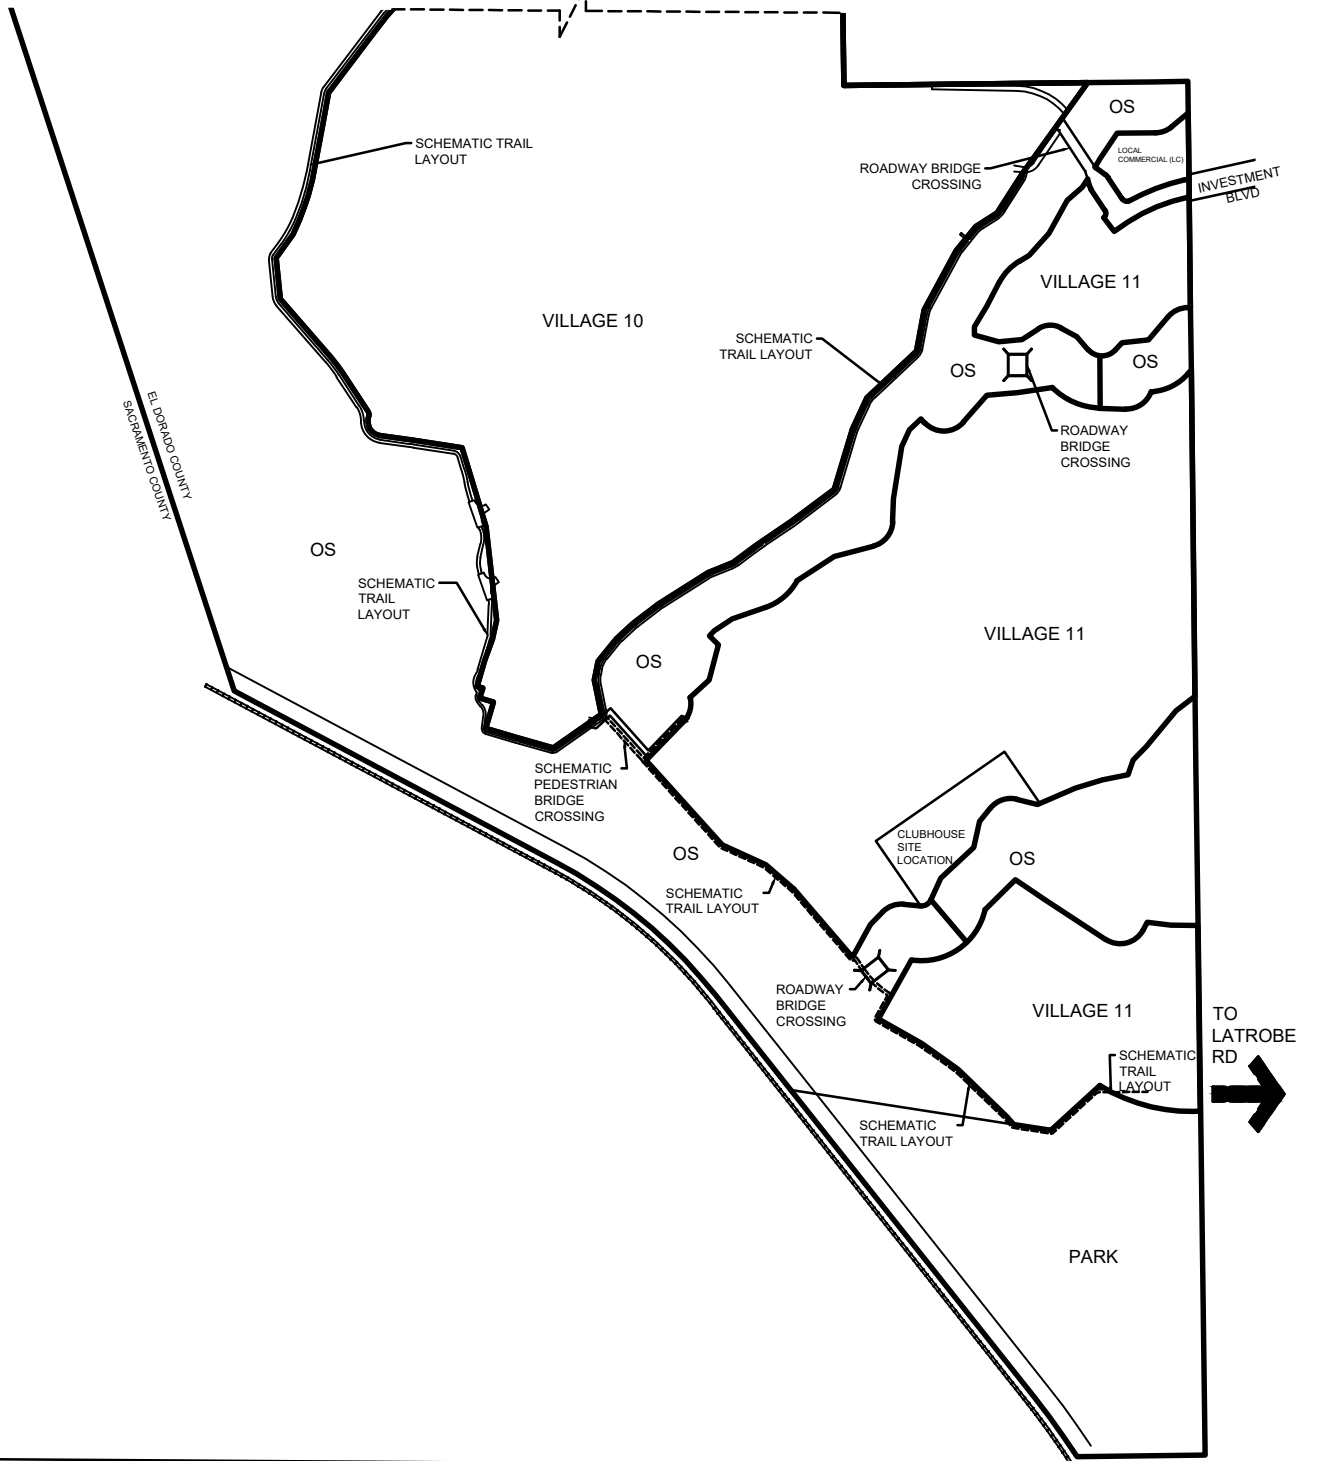 OS
SCHEMATIC TRAIL
LAYOUT
LOCAL
COMMERCIAL (LC)
ROADWAY BRIDGE
CROSSING
INVESTMENT
BLVD
VILLAGE 11
VILLAGE 10
SCHEMATIC
TRAIL LAYOUT
OS
OS
EL DORADO COUNTY
SACRAMENTO COUNTY
ROADWAY
BRIDGE
CROSSING
OS
SCHEMATIC
TRAIL
LAYOUT
VILLAGE 11
OS
SCHEMATIC
PEDESTRIAN
BRIDGE
CROSSING
CLUBHOUSE
SITE
LOCATION
OS
OS
SCHEMATIC
TRAIL LAYOUT
ROADWAY
BRIDGE
CROSSING
VILLAGE 11
TO
LATROBE
RD
SCHEMATIC
TRAIL
LAYOUT
SCHEMATIC
TRAIL LAYOUT
PARK